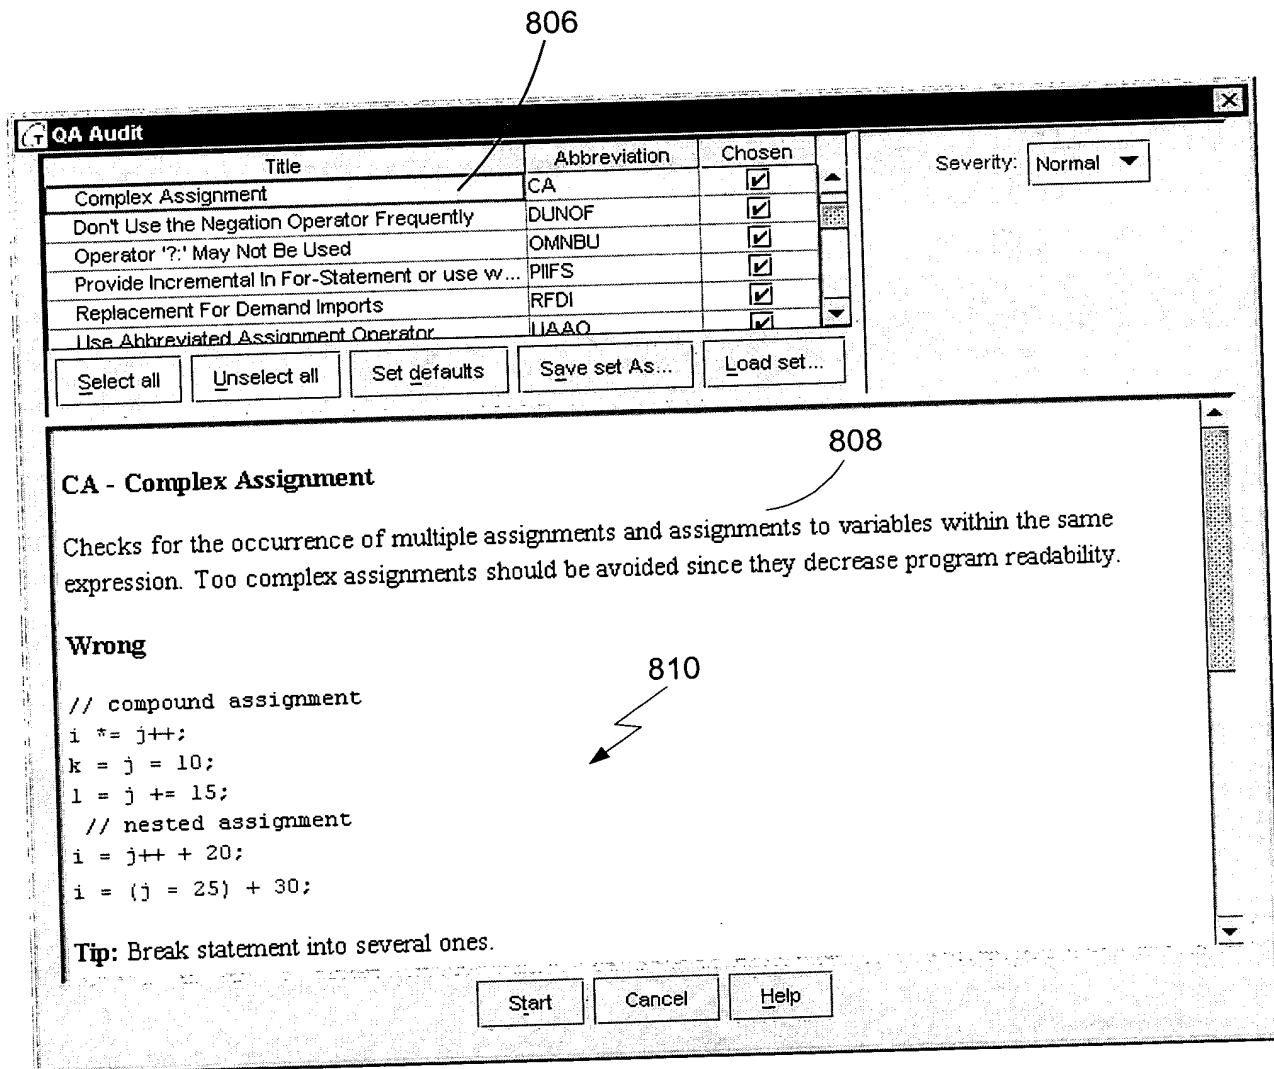 806
QA Audit
Title Abbreviation Chosen
Severity: Normal
Complex Assignment CA
Don't Use the Negation Operator Frequently DUNOF
Operator '?:' May Not Be Used OMNBU
Provide Incremental In For-Statement or use w... PIIFS
Replacement For Demand Imports RFDI
Use Abbreviated Assignment Operator UAAO
Select all Unselect all Set defaults Save set As... Load set...
808
CA - Complex Assignment
Checks for the occurrence of multiple assignments and assignments to variables within the same
expression. Too complex assignments should be avoided since they decrease program readability.
Wrong
810
// compound assignment
i *= j++;
k = j = 10;
l = j += 15;
// nested assignment
i = j++ + 20;
i = (j = 25) + 30;
Tip: Break statement into several ones.
Start Cancel Help